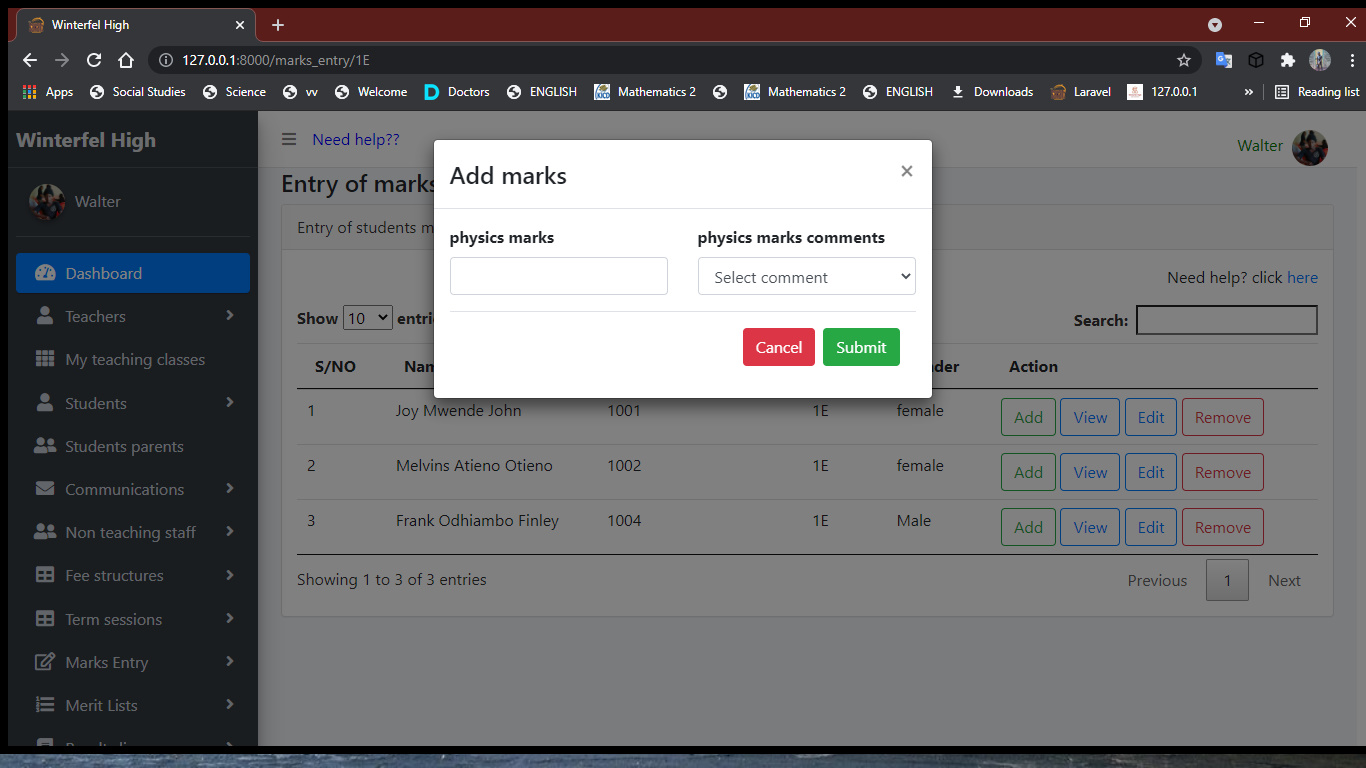 Winterfel High
127.0.0.1:8000/marks_entry/1E
Apps Social Studies Science vv Welcome Doctors ENGLISH Mathematics 2 Mathematics 2 ENGLISH Downloads Laravel 127.0.0.1 » Reading list
Winterfel High
Need help??
Walter
Walter
Dashboard
Teachers
My teaching classes
Students
Students parents
Communications
Non teaching staff
Fee structures
Term sessions
Marks Entry
Merit Lists
Entry of marks
Entry of students m
Need help? click here
Show 10 entri
Search:
S/NO Nam der Action
1 Joy Mwende John 1001 1E female Add View Edit Remove
2 Melvins Atieno Otieno 1002 1E female Add View Edit Remove
3 Frank Odhiambo Finley 1004 1E Male Add View Edit Remove
Showing 1 to 3 of 3 entries
Previous 1 Next
Add marks ×
physics marks physics marks comments
Select comment
Cancel Submit